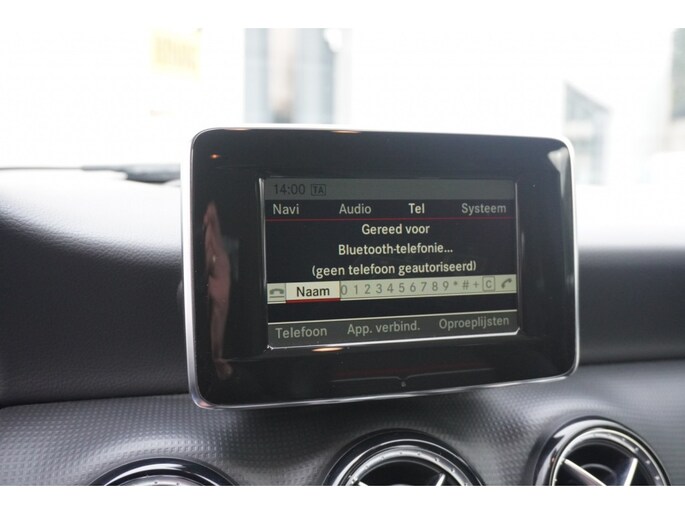 14:00 TA
Navi Audio Tel Systeem
Gereed voor
Bluetooth-telefonie...
(geen telefoon geautoriseerd)
Naam 0 1 2 3 4 5 6 7 8 9 * # + C
Telefoon App. verbind. Oproeplijsten